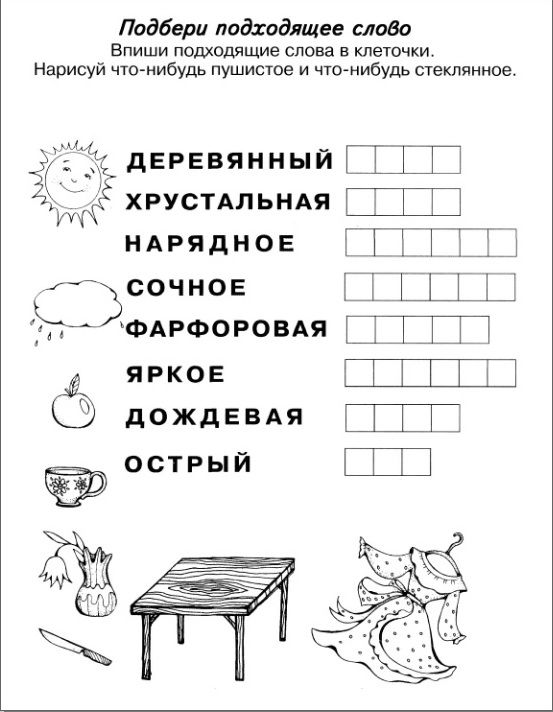 Подбери подходящее слово
Впиши подходящие слова в клеточки.
Нарисуй что-нибудь пушистое и что-нибудь стеклянное.
ДЕРЕВЯННЫЙ
ХРУСТАЛЬНАЯ
НАРЯДНОЕ
СОЧНОЕ
ФАРФОРОВАЯ
ЯРКОЕ
ДОЖДЕВАЯ
ОСТРЫЙ